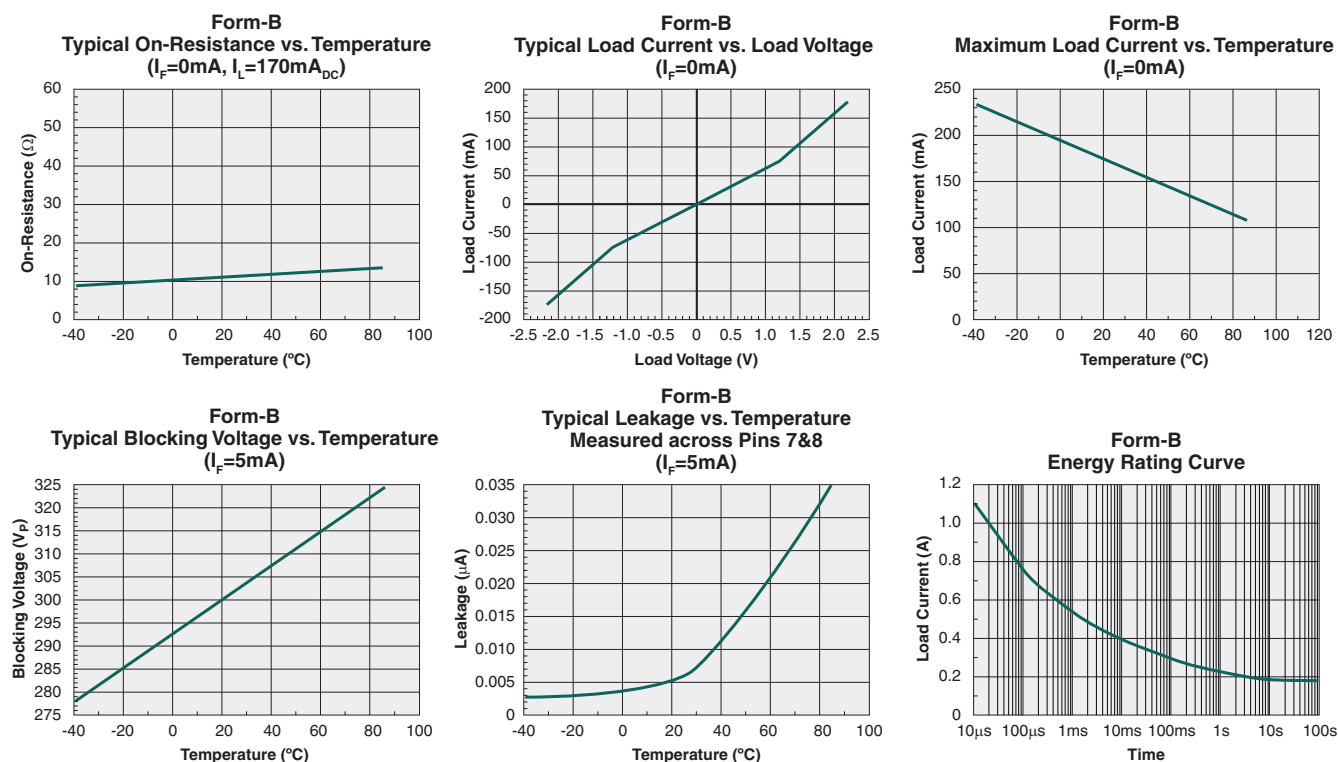 Form-B
Typical On-Resistance vs. Temperature
(IF=0mA, IL=170mADC)
On-Resistance (Ω)
60
50
40
30
20
10
0
-40 -20 0 20 40 60 80 100
Temperature (ºC)
Form-B
Typical Load Current vs. Load Voltage
(IF=0mA)
Load Current (mA)
200
150
100
50
0
-50
-100
-150
-200
-2.5 -2.0 -1.5 -1.0 -0.5 0 0.5 1.0 1.5 2.0 2.5
Load Voltage (V)
Form-B
Maximum Load Current vs. Temperature
(IF=0mA)
Load Current (mA)
250
200
150
100
50
0
-40 -20 0 20 40 60 80 100 120
Temperature (ºC)
Form-B
Typical Blocking Voltage vs. Temperature
(IF=5mA)
Blocking Voltage (VP)
325
320
315
310
305
300
295
290
285
280
275
-40 -20 0 20 40 60 80 100
Temperature (ºC)
Form-B
Typical Leakage vs. Temperature
Measured across Pins 7&8
(IF=5mA)
Leakage (μA)
0.035
0.030
0.025
0.020
0.015
0.010
0.005
0
-40 -20 0 20 40 60 80 100
Temperature (ºC)
Form-B
Energy Rating Curve
Load Current (A)
1.2
1.0
0.8
0.6
0.4
0.2
0
10μs 100μs 1ms 10ms 100ms 1s 10s 100s
Time